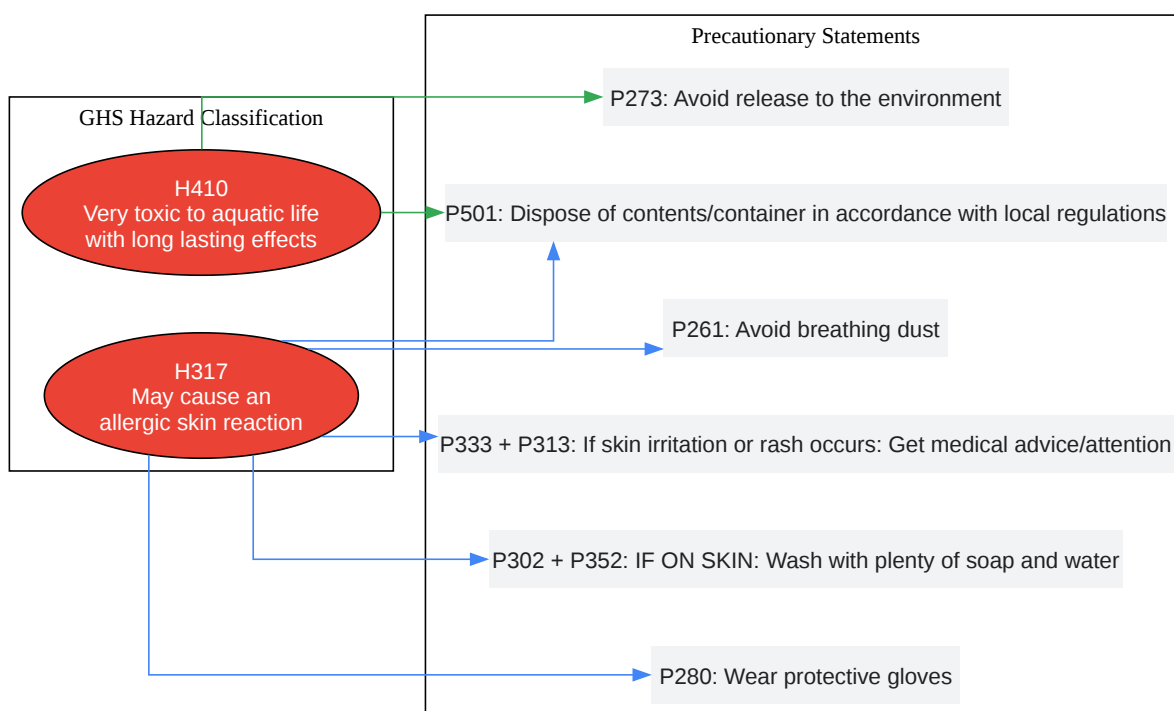 Precautionary Statements
P273: Avoid release to the environment
GHS Hazard Classification
H410
Very toxic to aquatic life
with long lasting effects
P501: Dispose of contents/container in accordance with local regulations
P261: Avoid breathing dust
H317
May cause an
allergic skin reaction
P333 + P313: If skin irritation or rash occurs: Get medical advice/attention
P302 + P352: IF ON SKIN: Wash with plenty of soap and water
P280: Wear protective gloves